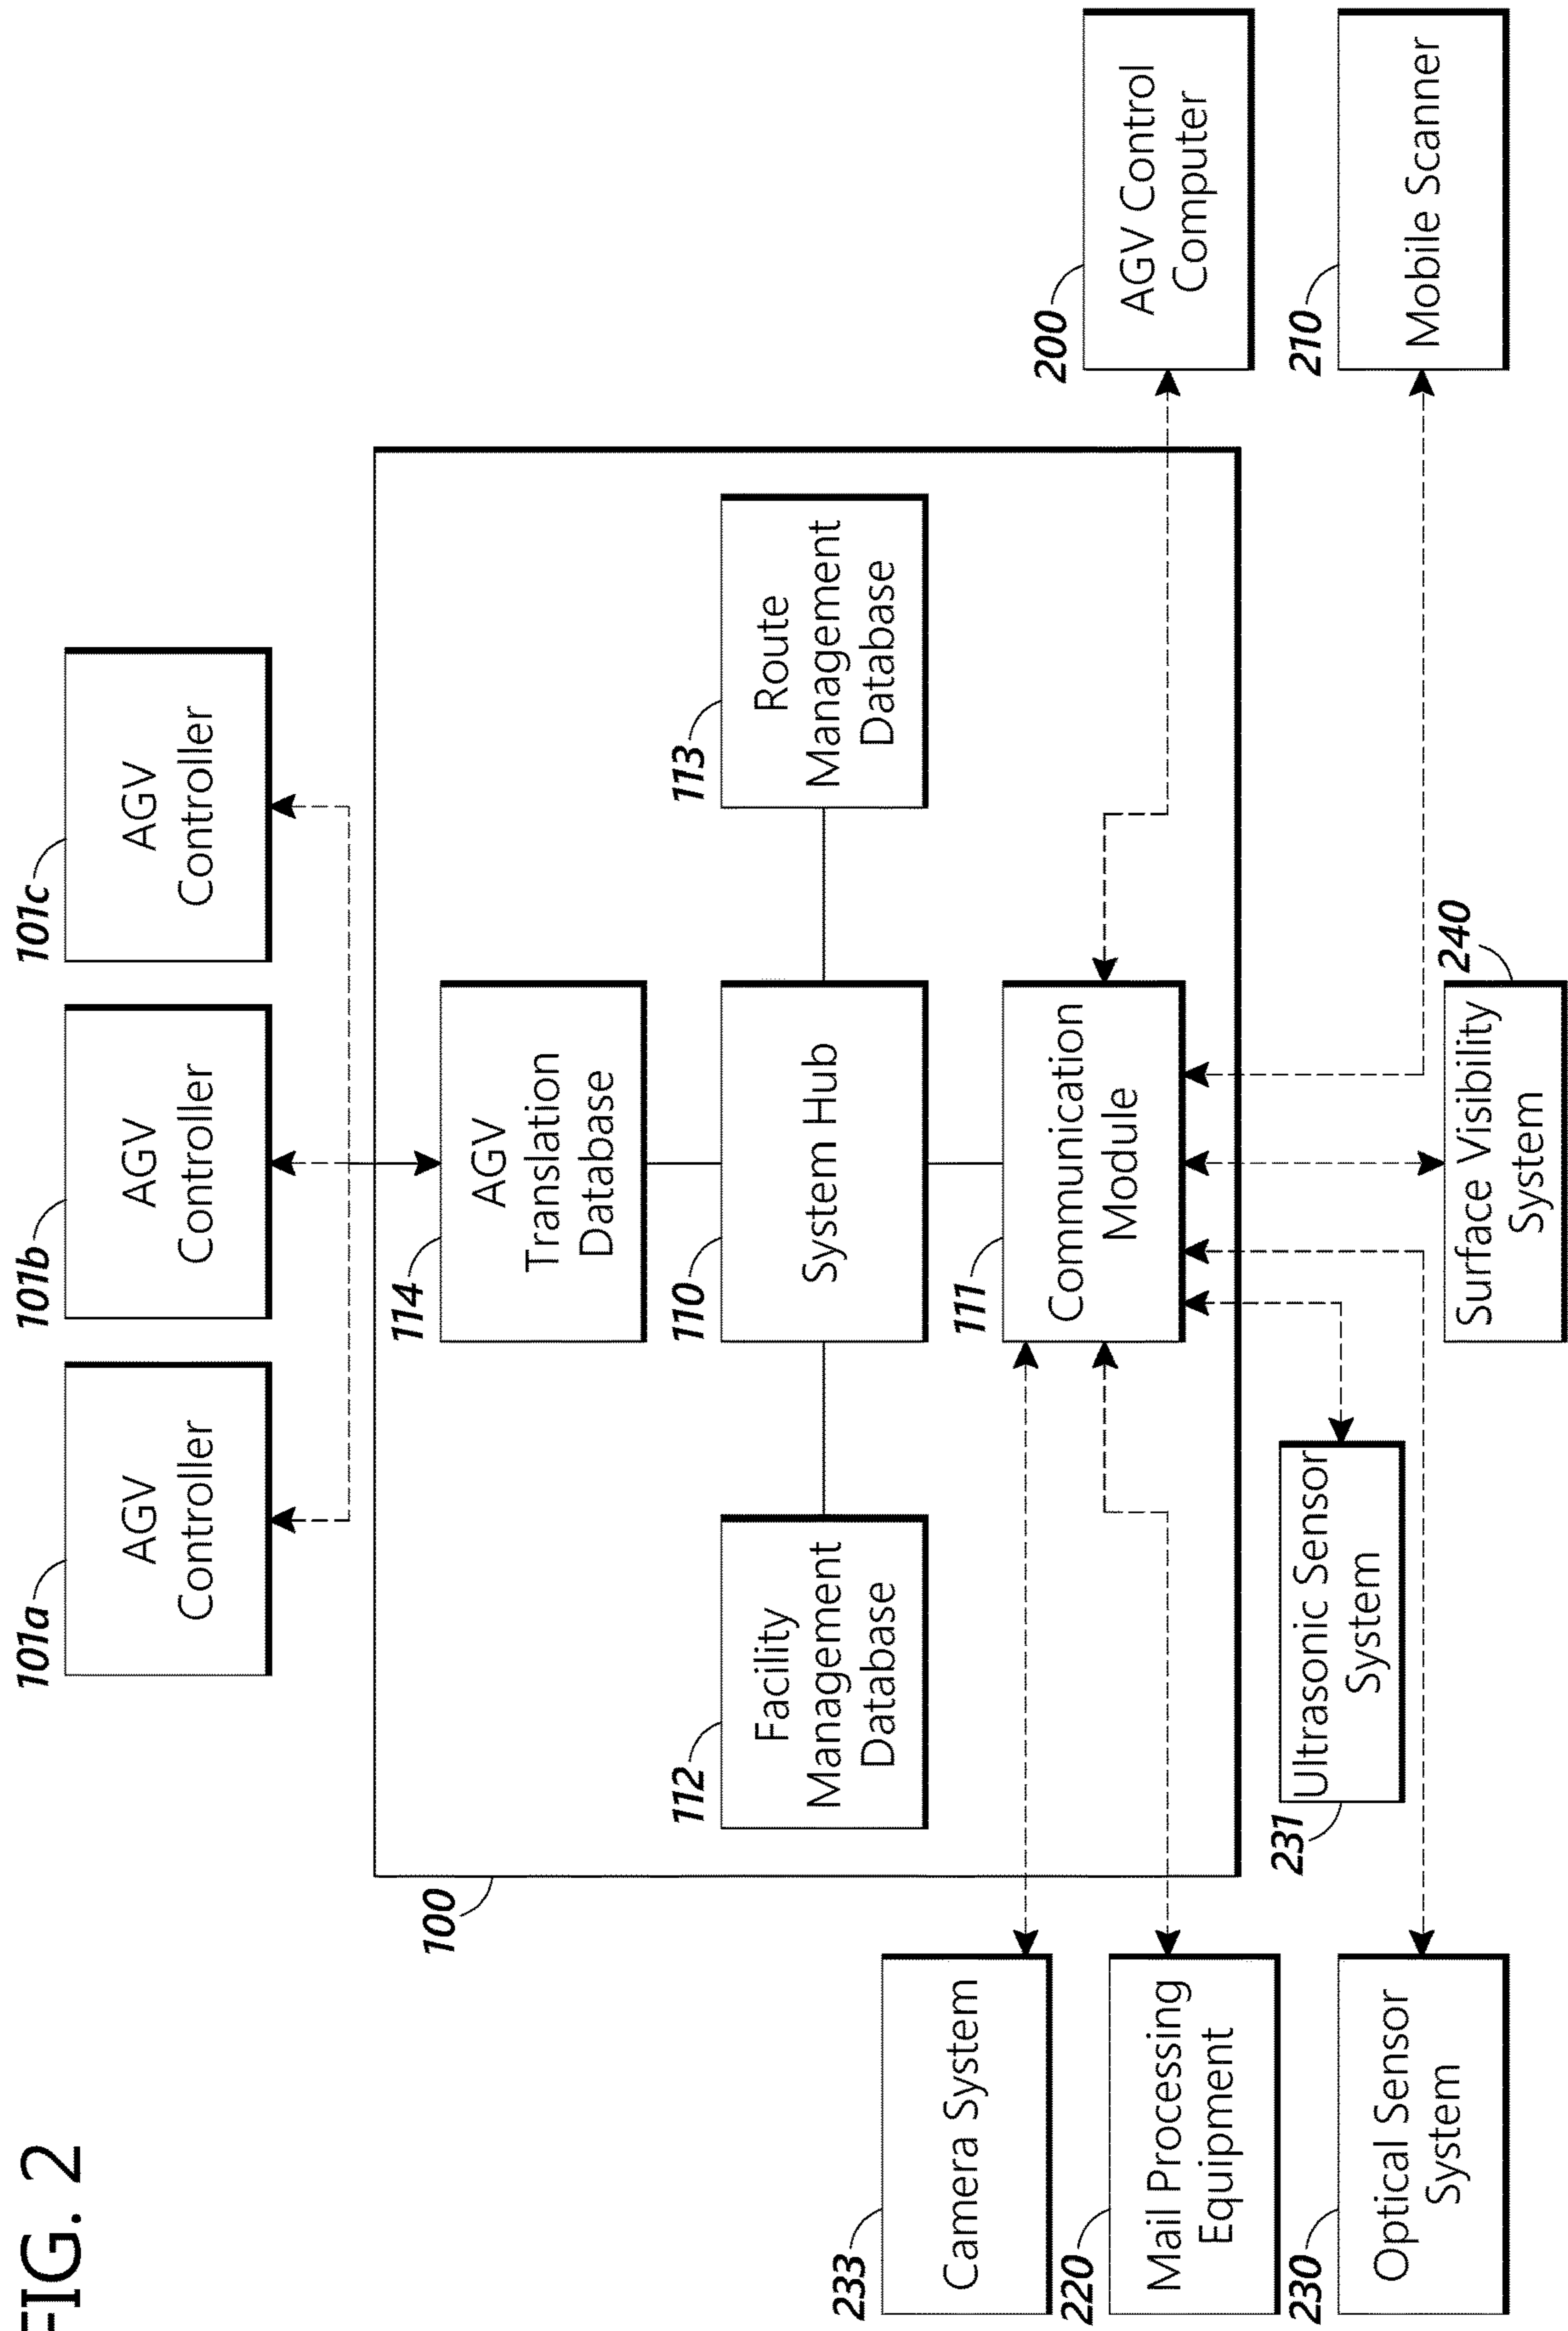 FIG. 2
101a
AGV
Controller
101b
AGV
Controller
101c
AGV
Controller
100
114
AGV
Translation
Database
112
Facility
Management
Database
110
System Hub
113
Route
Management
Database
111
Communication
Module
233
Camera System
220
Mail Processing
Equipment
230
Optical Sensor
System
231
Ultrasonic Sensor
System
240
Surface Visibility
System
200
AGV Control
Computer
210
Mobile Scanner